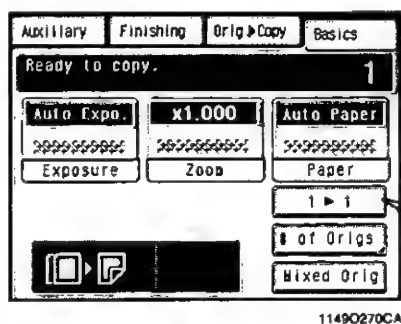 Auxiliary Finishing Orig▶Copy Basics
Ready to copy. 1
Auto Expo. x1.000 Auto Paper
Exposure Zoom Paper
1 ▶ 1
# of Origs
Mixed Orig
1149O270CA